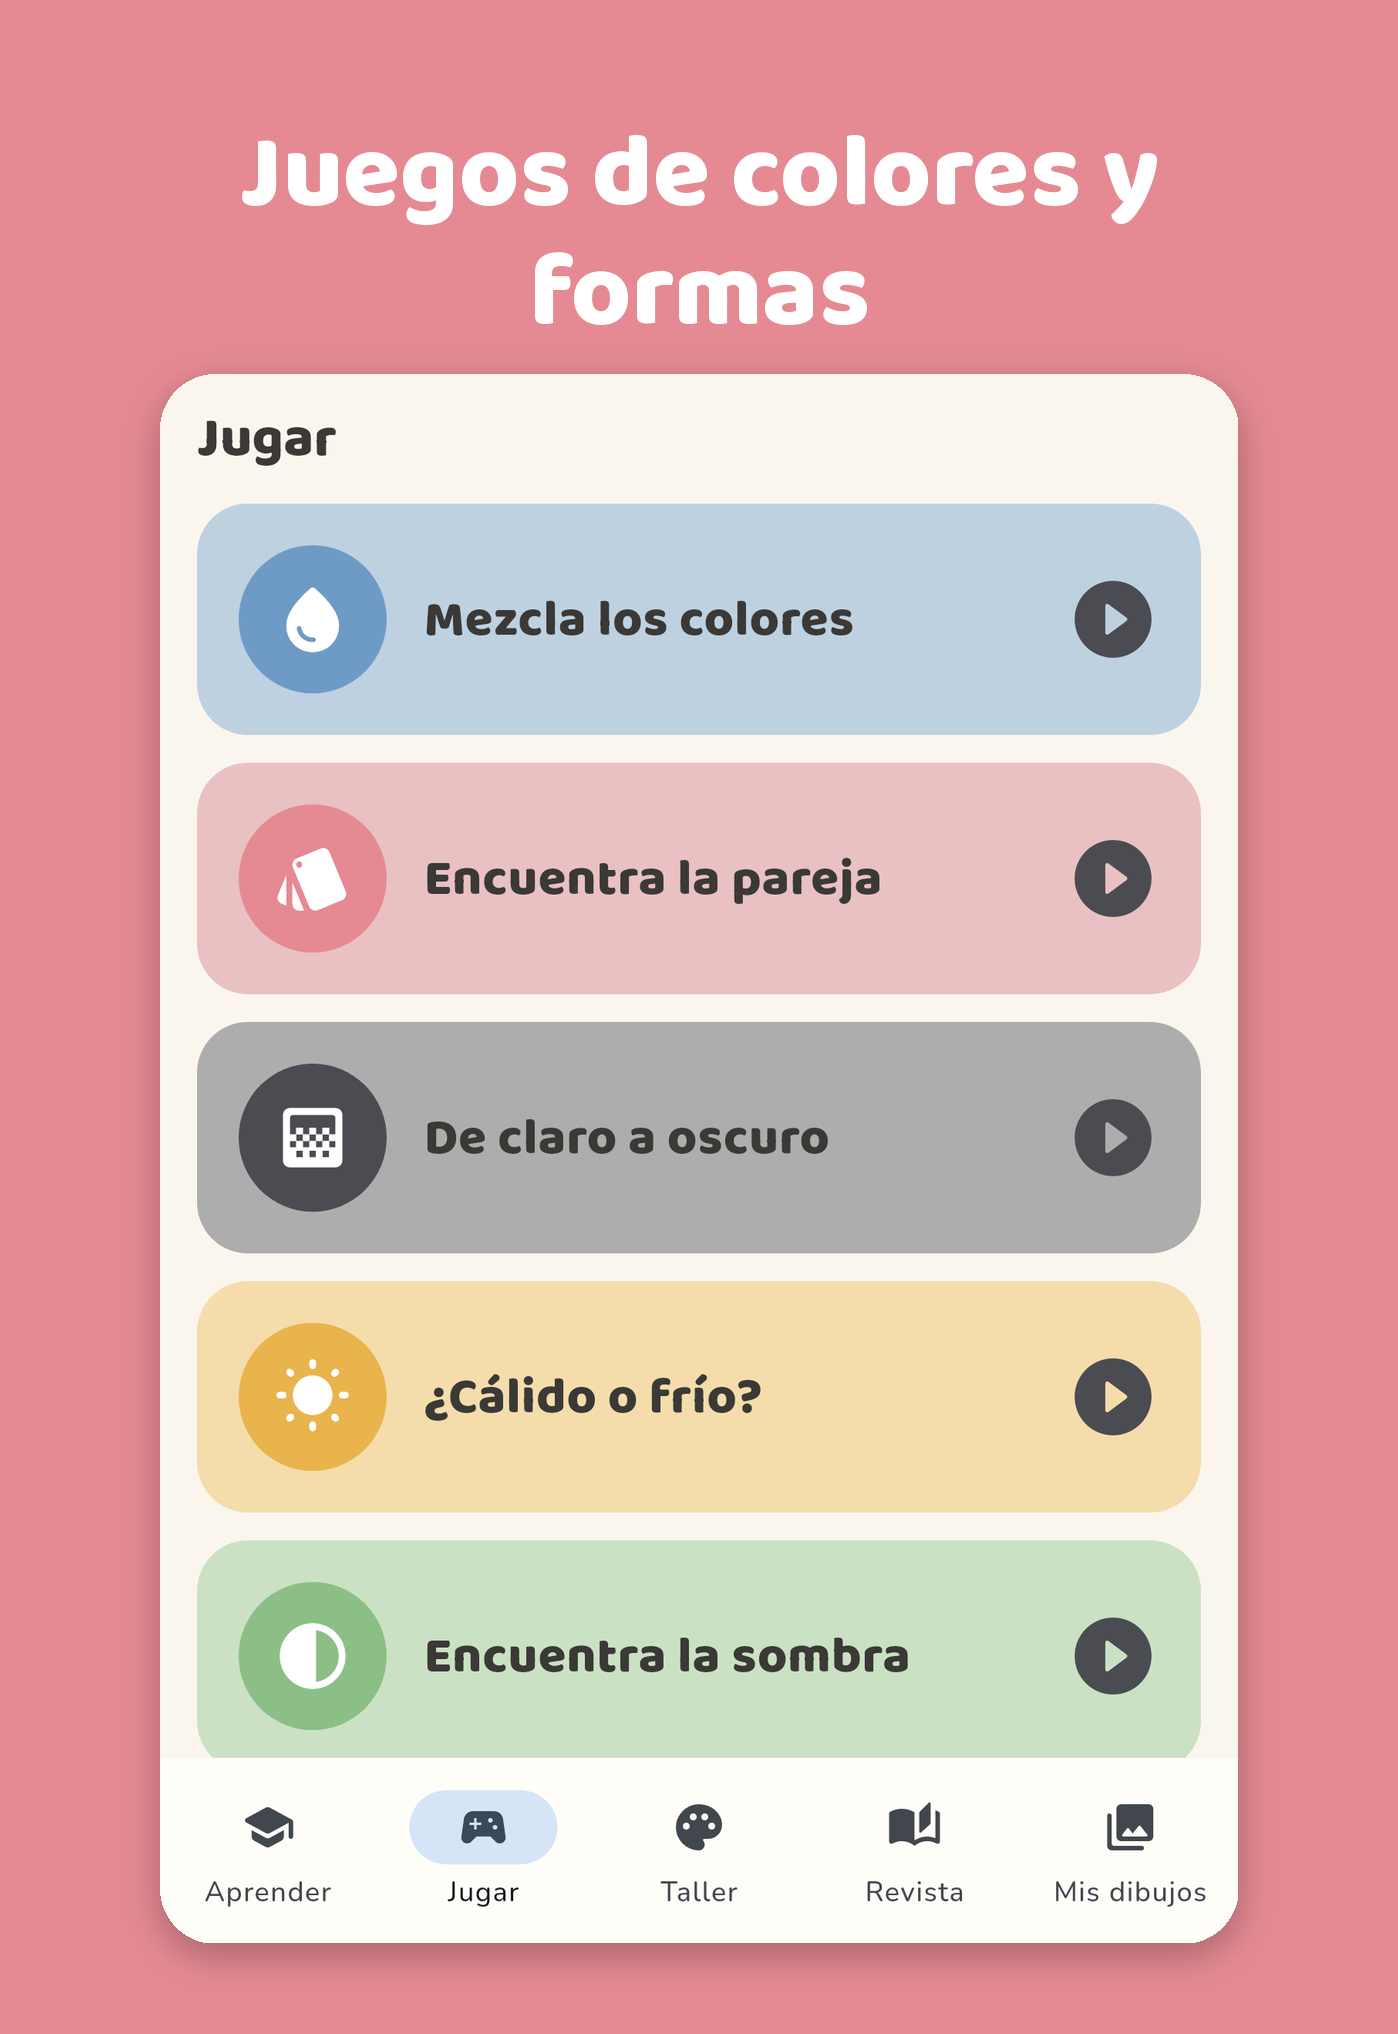 Juegos de colores y
formas
Jugar
Mezcla los colores
Encuentra la pareja
De claro a oscuro
¿Cálido o frío?
Encuentra la sombra
Aprender
Jugar
Taller
Revista
Mis dibujos